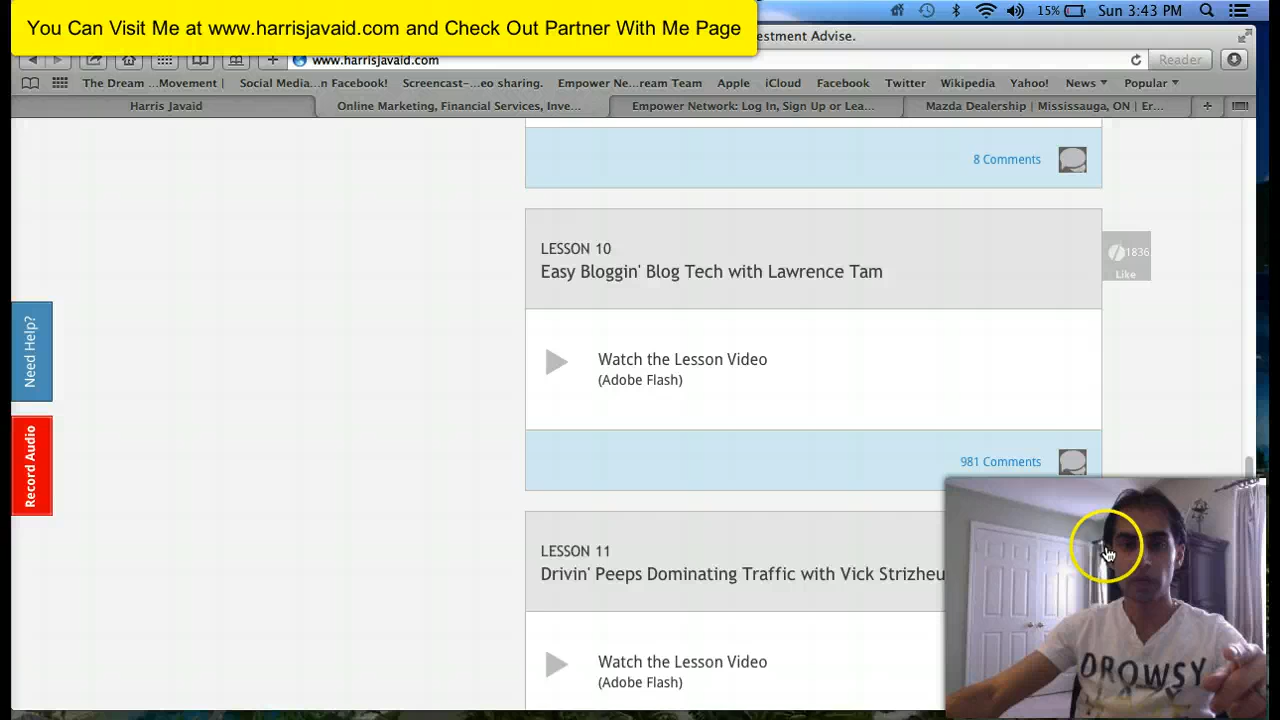 You Can Visit Me at www.harrisjavaid.com and Check Out Partner With Me Page
15%
Sun 3:43 PM
estment Advise.
www.harrisjavaid.com
Reader
The Dream ...Movement
Social Media...n Facebook!
Screencast-...eo sharing.
Empower Ne...ream Team
Apple
iCloud
Facebook
Twitter
Wikipedia
Yahoo!
News
Popular
Harris Javaid
Online Marketing, Financial Services, Inve...
Empower Network: Log In, Sign Up or Lea...
Mazda Dealership | Mississauga, ON | Er...
8 Comments
LESSON 10
Easy Bloggin' Blog Tech with Lawrence Tam
1836
Like
Watch the Lesson Video
(Adobe Flash)
Need Help?
981 Comments
Record Audio
LESSON 11
Drivin' Peeps Dominating Traffic with Vick Strizheu
Watch the Lesson Video
(Adobe Flash)
DROWSY